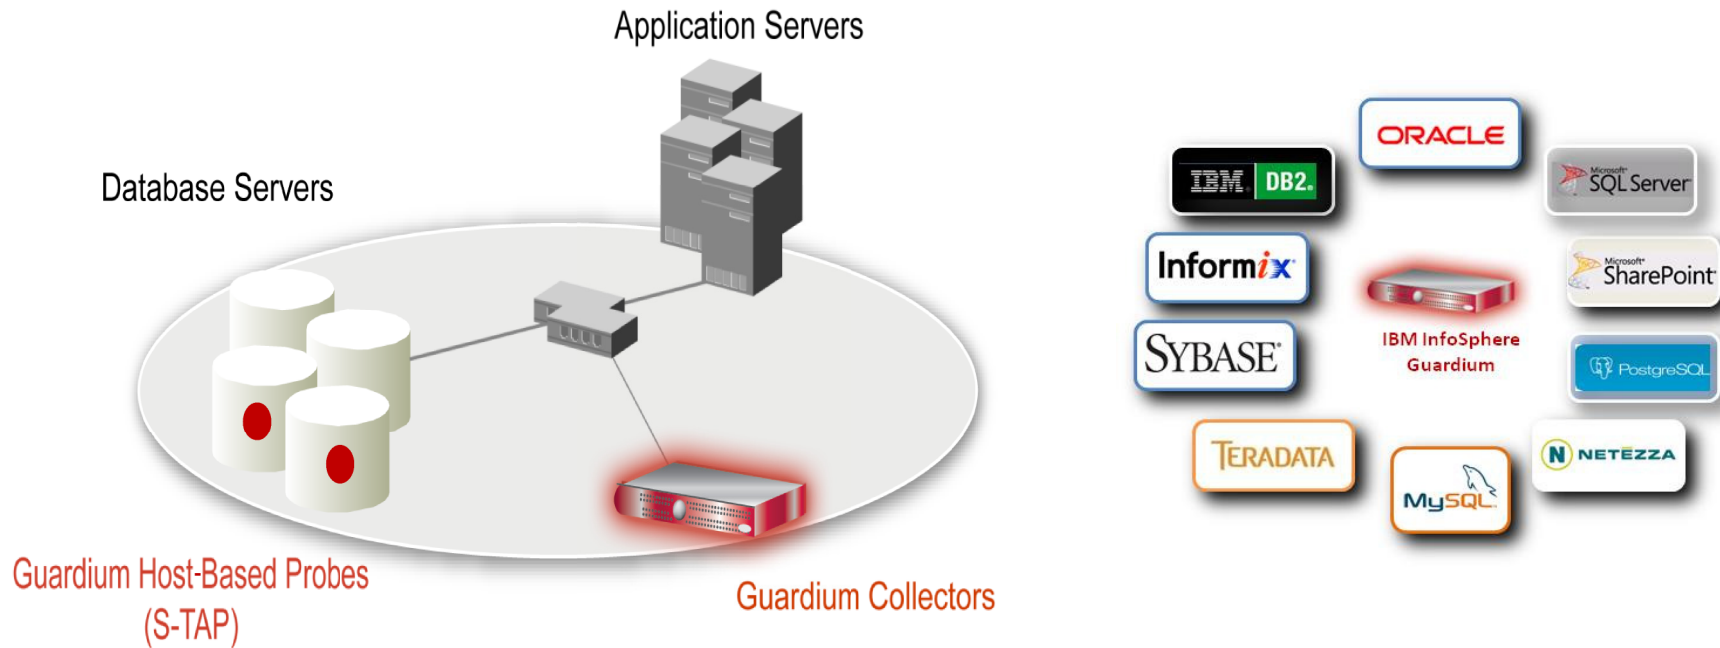 Application Servers
Database Servers
Guardium Host-Based Probes
(S-TAP)
Guardium Collectors
ORACLE
IBM. DB2.
Microsoft
SQL Server
Informix
Microsoft
SharePoint
IBM InfoSphere
Guardium
SYBASE
PostgreSQL
TERADATA
N NETEZZA
MySQL